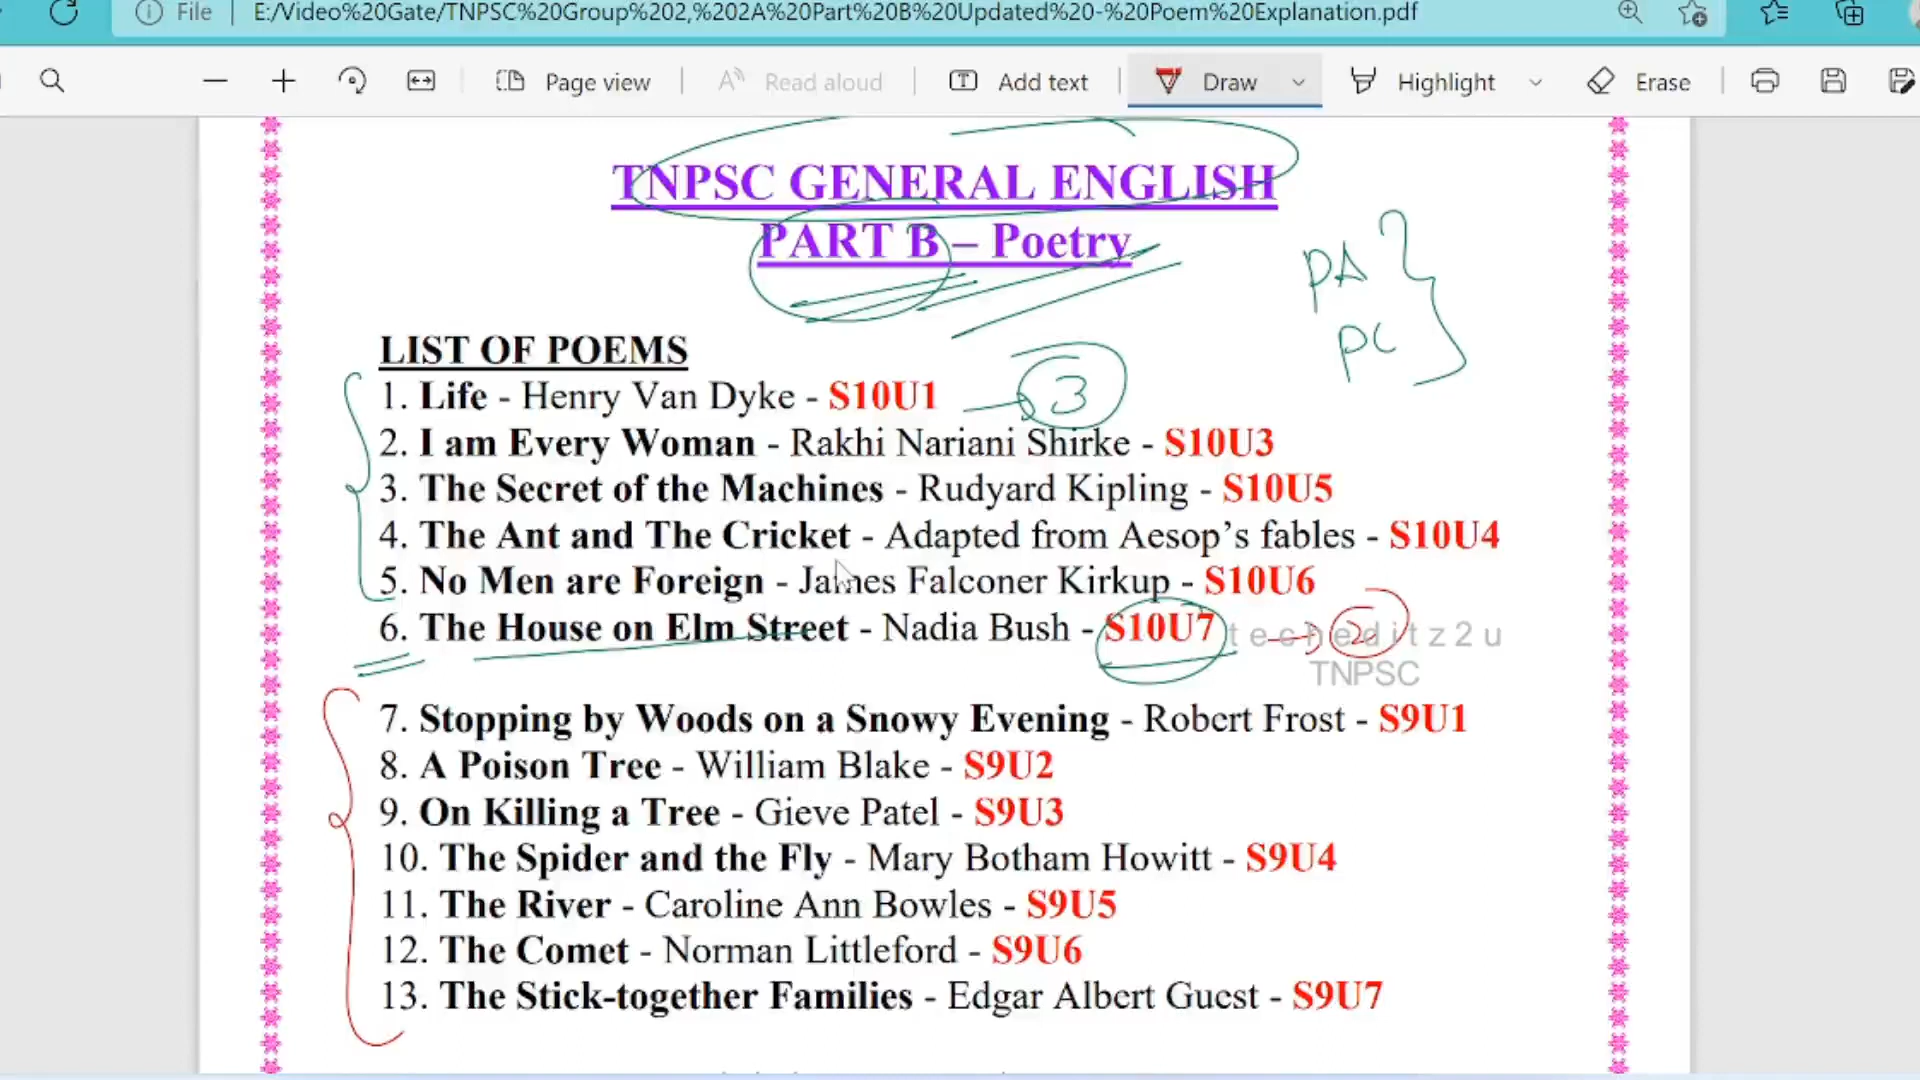 File E:/Video%20Gate/TNPSC%20Group%202,%202A%20Part%20B%20Updated%20-%20Poem%20Explanation.pdf
Page view Read aloud Add text Draw Highlight Erase
TNPSC GENERAL ENGLISH
PART B – Poetry
PA
PC
LIST OF POEMS
1. Life - Henry Van Dyke - S10U1 3
2. I am Every Woman - Rakhi Nariani Shirke - S10U3
3. The Secret of the Machines - Rudyard Kipling - S10U5
4. The Ant and The Cricket - Adapted from Aesop’s fables - S10U4
5. No Men are Foreign - James Falconer Kirkup - S10U6
6. The House on Elm Street - Nadia Bush - S10U7 techeditz2u
2
TNPSC
7. Stopping by Woods on a Snowy Evening - Robert Frost - S9U1
8. A Poison Tree - William Blake - S9U2
9. On Killing a Tree - Gieve Patel - S9U3
10. The Spider and the Fly - Mary Botham Howitt - S9U4
11. The River - Caroline Ann Bowles - S9U5
12. The Comet - Norman Littleford - S9U6
13. The Stick-together Families - Edgar Albert Guest - S9U7